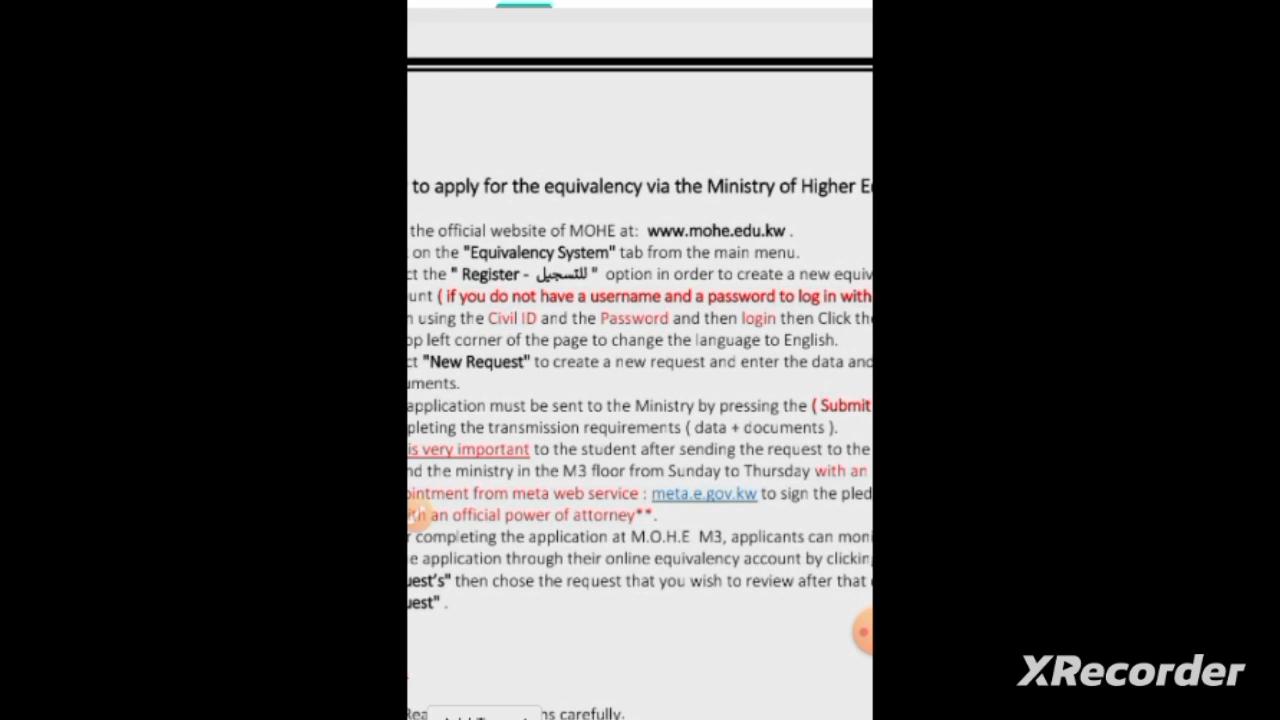 to apply for the equivalency via the Ministry of Higher
the official website of MOHE at: www.mohe.edu.kw .
on the "Equivalency System" tab from the main menu.
ct the " Register - للتسجيل " option in order to create a new equiv
unt ( if you do not have a username and a password to log in with
n using the Civil ID and the Password and then login then Click the
op left corner of the page to change the language to English.
ct "New Request" to create a new request and enter the data and
uments.
application must be sent to the Ministry by pressing the ( Submit
pleting the transmission requirements ( data + documents ).
is very important to the student after sending the request to the
nd the ministry in the M3 floor from Sunday to Thursday with an
ointment from meta web service : meta.e.gov.kw to sign the pled
ith an official power of attorney**.
r completing the application at M.O.H.E M3, applicants can moni
e application through their online equivalency account by clickin
uest's" then chose the request that you wish to review after that
uest" .
XRecorder
Rea ns carefully.